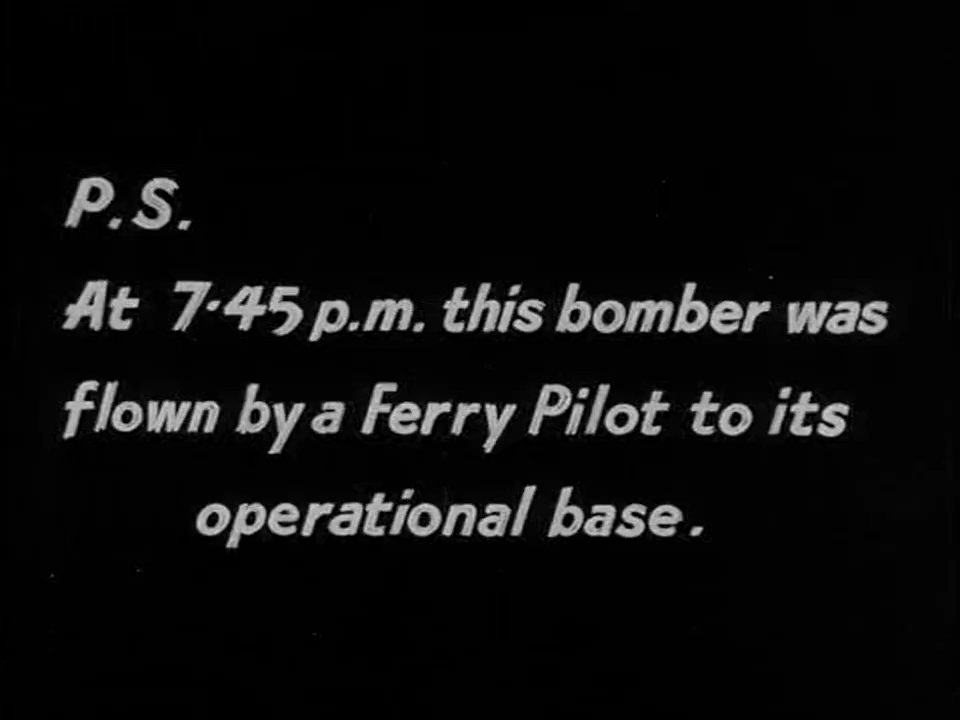 P.S.
At 7·45 p.m. this bomber was
flown by a Ferry Pilot to its
operational base.